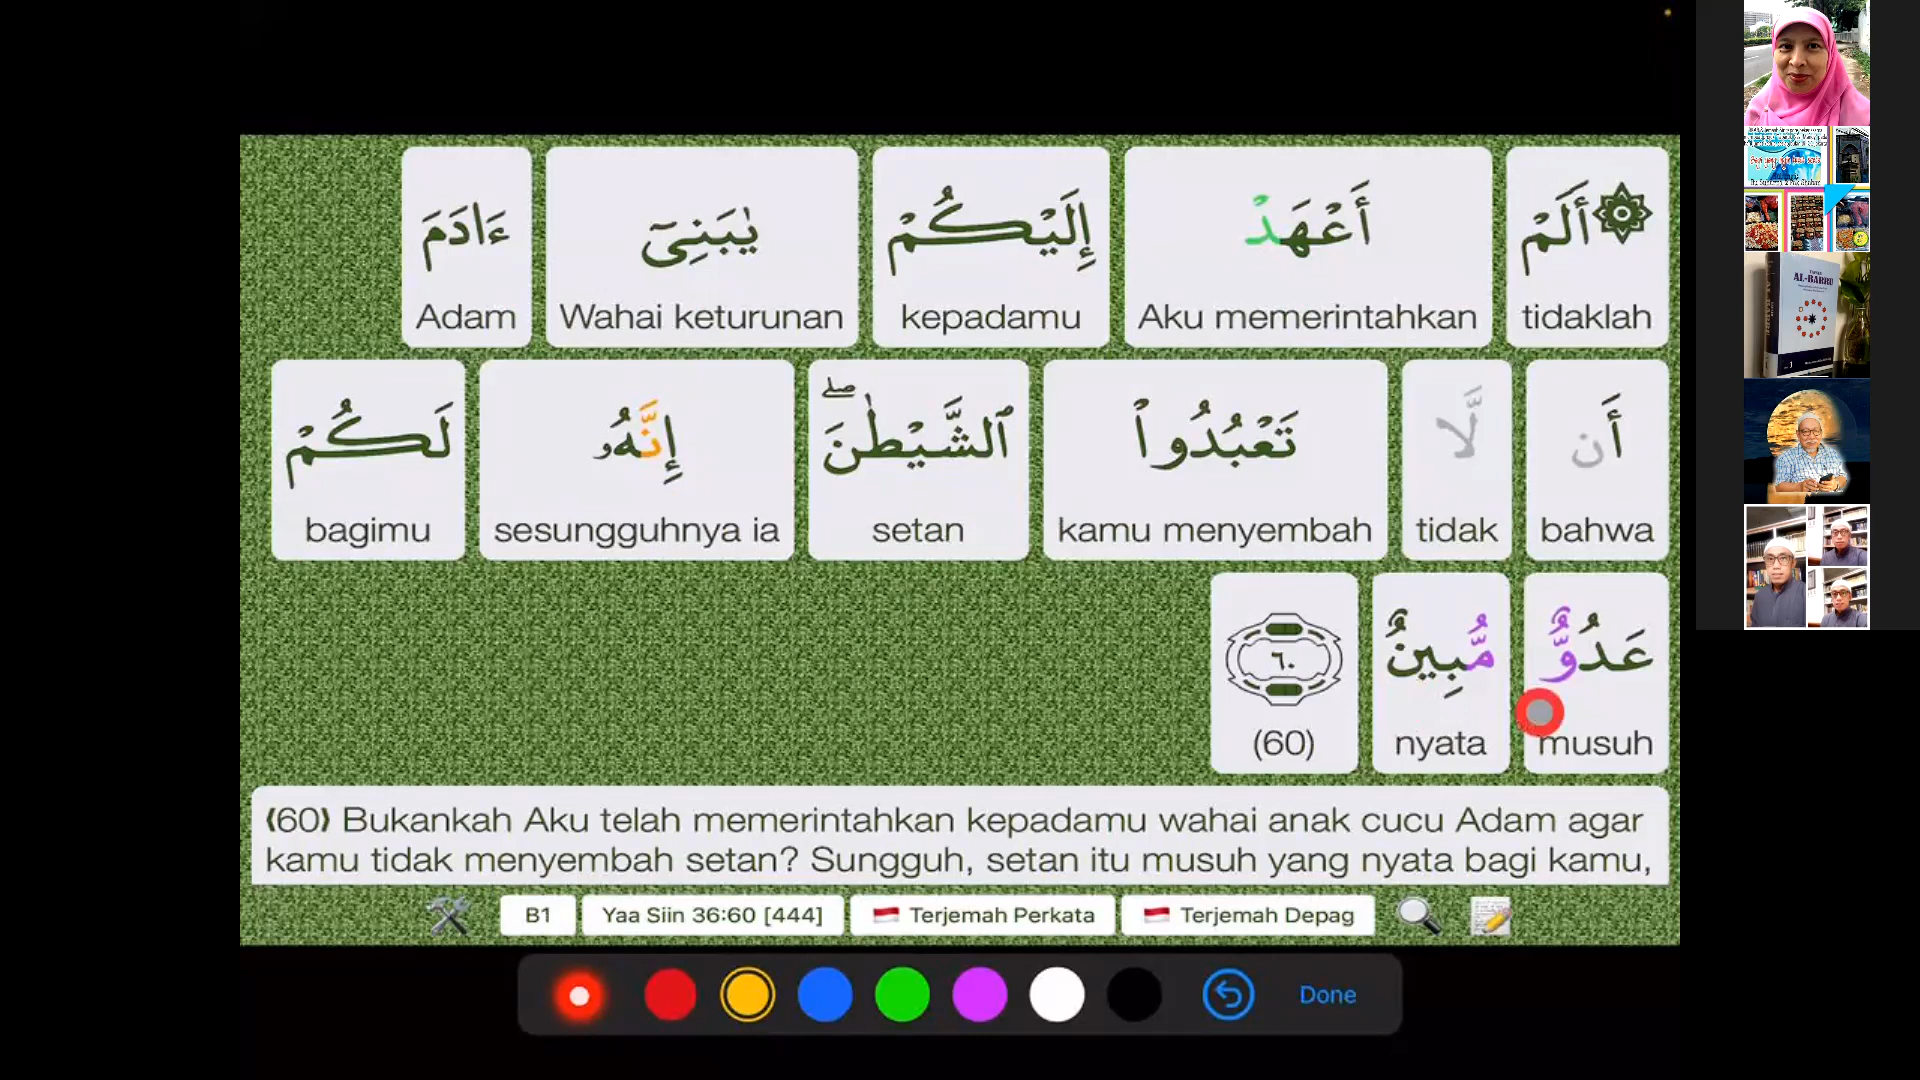 ۞أَلَمْ أَعْهَدْ إِلَيْكُمْ يَٰبَنِىٓ ءَادَمَ
tidaklah Aku memerintahkan kepadamu Wahai keturunan Adam
أَن لَّا تَعْبُدُوا۟ ٱلشَّيْطَٰنَ ۖ إِنَّهُۥ لَكُمْ
bahwa tidak kamu menyembah setan sesungguhnya ia bagimu
عَدُوٌّ مُّبِينٌ ٦٠
musuh nyata (60)
(60) Bukankah Aku telah memerintahkan kepadamu wahai anak cucu Adam agar
kamu tidak menyembah setan? Sungguh, setan itu musuh yang nyata bagi kamu,
B1 Yaa Siin 36:60 [444] Terjemah Perkata Terjemah Depag
Done
AL-BARRU